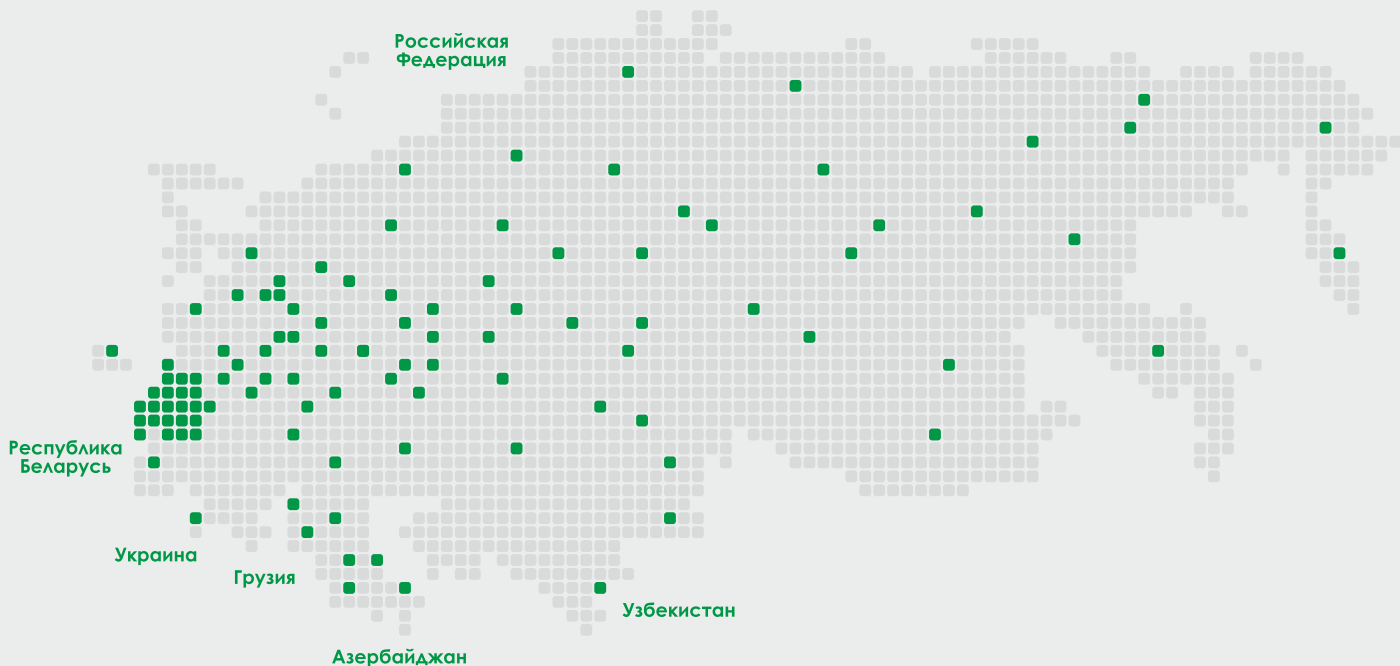 Российская
Федерация
Республика
Беларусь
Украина
Грузия
Узбекистан
Азербайджан